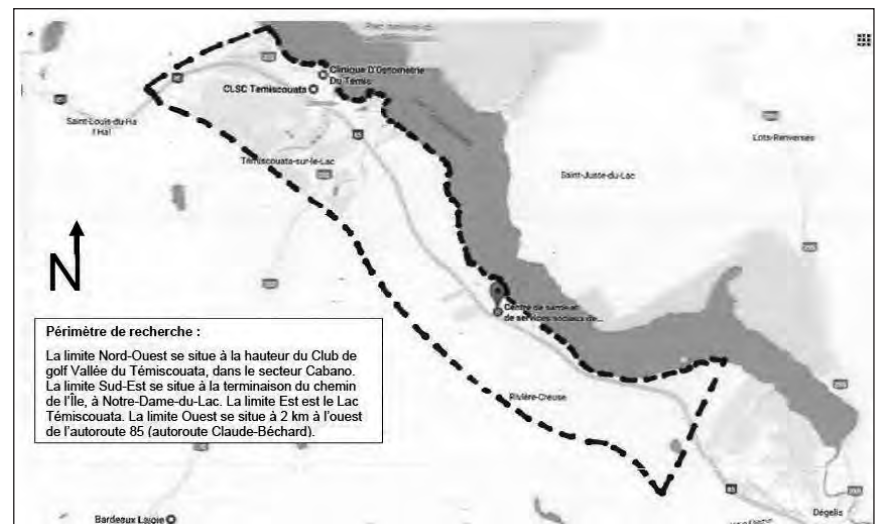 Clinique D'Optométrie
Du Témis
CLSC Témiscouata
85
Saint-Louis-du-Ha
! Ha!
Lots-Renversés
Témiscouata-sur-le-Lac
Saint-Juste-du-Lac
N
Centre de santé et
de services sociaux de...
Périmètre de recherche :
La limite Nord-Ouest se situe à la hauteur du Club de
golf Vallée du Témiscouata, dans le secteur Cabano.
La limite Sud-Est se situe à la terminaison du chemin
de l'Île, à Notre-Dame-du-Lac. La limite Est est le Lac
Témiscouata. La limite Ouest se situe à 2 km à l'ouest
de l'autoroute 85 (autoroute Claude-Béchard).
Rivière-Creuse
85
Dégelis
Bardeaux Lajoie